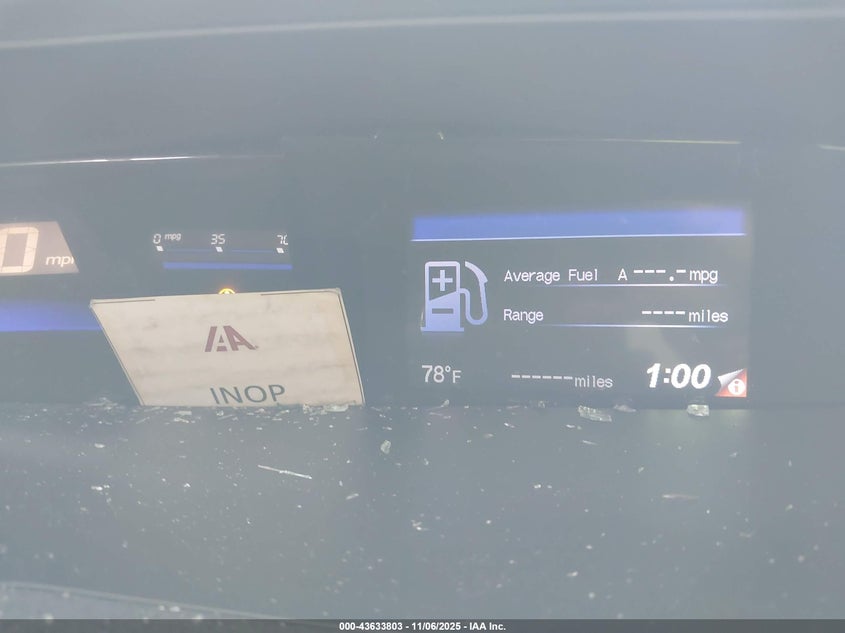 0 mph
0 mpg 35 70
IAA
INOP
Average Fuel A ---.- mpg
Range ---- miles
78°F ------ miles 1:00
000-43633803 - 11/06/2025 - IAA Inc.